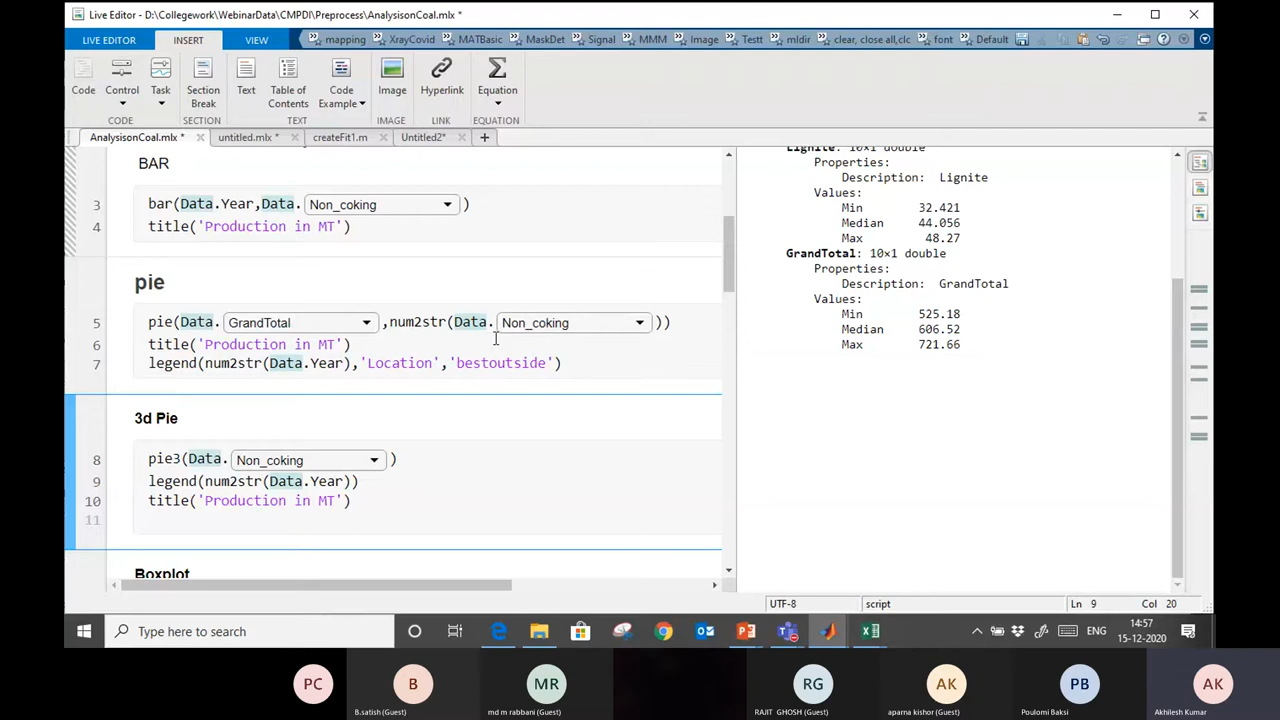 Live Editor - D:\Collegework\WebinarData\CMPDI\Preprocess\AnalysisonCoal.mlx *
LIVE EDITOR
INSERT
VIEW
mapping
XrayCovid
MATBasic
MaskDet
Signal
MMM
Image
Testt
mldir
clear, close all,clc
font
Default
Code
Control
Task
Section Break
Text
Table of Contents
Code Example
Image
Hyperlink
Equation
CODE
SECTION
TEXT
IMAGE
LINK
EQUATION
AnalysisonCoal.mlx *
untitled.mlx *
createFit1.m
Untitled2*
BAR
3 bar(Data.Year,Data. Non_coking )
4 title('Production in MT')
pie
5 pie(Data. GrandTotal ,num2str(Data. Non_coking ))
6 title('Production in MT')
7 legend(num2str(Data.Year),'Location','bestoutside')
3d Pie
8 pie3(Data. Non_coking )
9 legend(num2str(Data.Year))
10 title('Production in MT')
11
Boxplot
Lignite: 10×1 double
Properties:
Description: Lignite
Values:
Min 32.421
Median 44.056
Max 48.27
GrandTotal: 10×1 double
Properties:
Description: GrandTotal
Values:
Min 525.18
Median 606.52
Max 721.66
UTF-8
script
Ln 9 Col 20
Type here to search
ENG
14:57
15-12-2020
PC
B
B.satish (Guest)
MR
md m rabbani (Guest)
RG
RAJIT GHOSH (Guest)
AK
aparna kishor (Guest)
PB
Poulomi Baksi
AK
Akhilesh Kumar